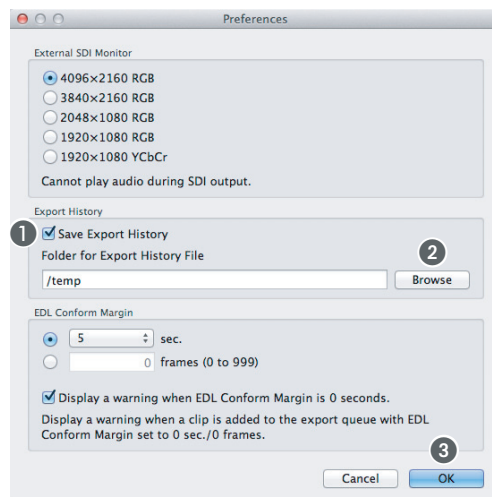 Preferences
External SDI Monitor
4096×2160 RGB
3840×2160 RGB
2048×1080 RGB
1920×1080 RGB
1920×1080 YCbCr
Cannot play audio during SDI output.
Export History
1 Save Export History
2
Folder for Export History File
/temp Browse
EDL Conform Margin
5 sec.
0 frames (0 to 999)
Display a warning when EDL Conform Margin is 0 seconds.
Display a warning when a clip is added to the export queue with EDL
Conform Margin set to 0 sec./0 frames.
3
Cancel OK